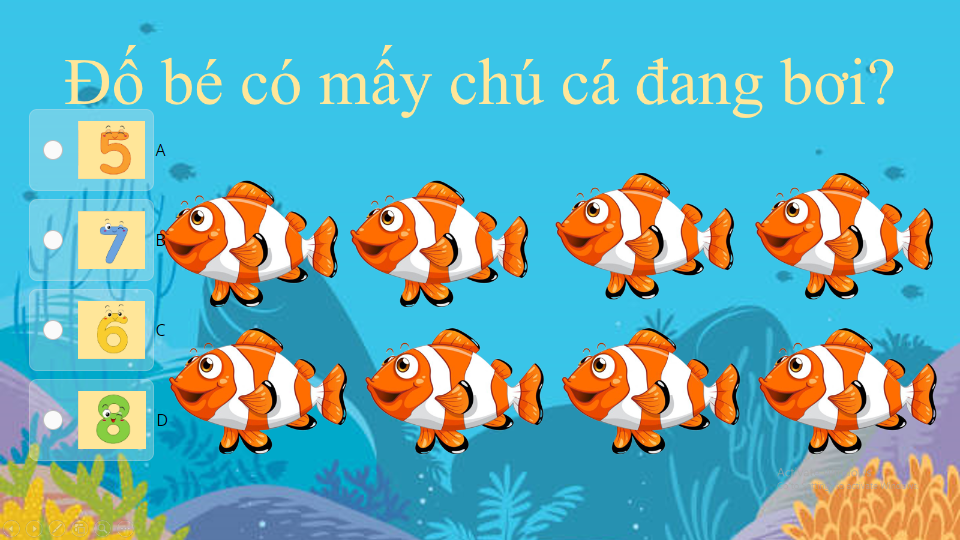 Đố bé có mấy chú cá đang bơi?
5 A
7 B
6 C
8 D